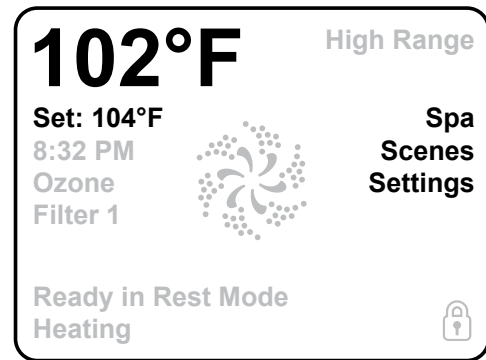 102°F
High Range
Set: 104°F
Spa
8:32 PM
Scenes
Ozone
Settings
Filter 1
Ready in Rest Mode
Heating